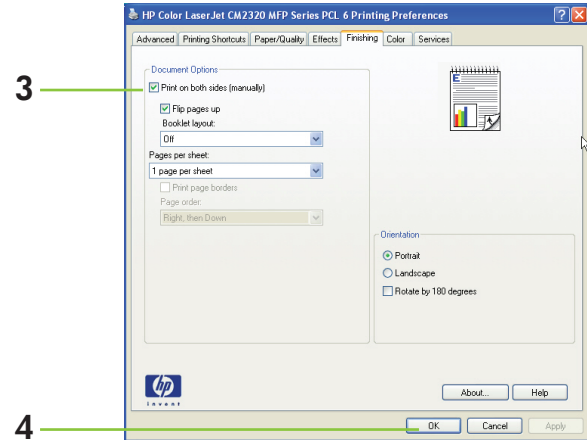 HP Color LaserJet CM2320 MFP Series PCL 6 Printing Preferences
Advanced Printing Shortcuts Paper/Quality Effects Finishing Color Services
3
Document Options
Print on both sides (manually)
Flip pages up
Booklet layout:
Off
Pages per sheet:
1 page per sheet
Print page borders
Page order:
Right, then Down
E
Orientation
Portrait
Landscape
Rotate by 180 degrees
hp
invent
About... Help
4
OK Cancel Apply